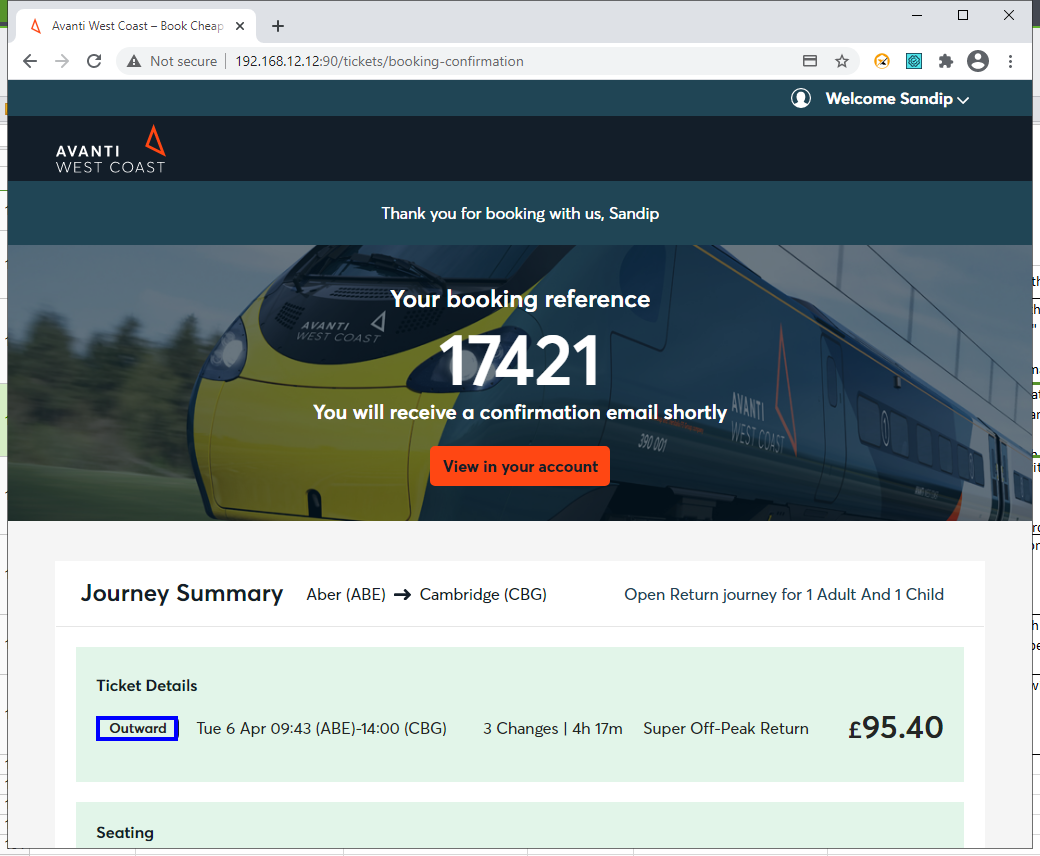 Avanti West Coast – Book Cheap
Not secure
192.168.12.12:90/tickets/booking-confirmation
Welcome Sandip
AVANTI
WEST COAST
Thank you for booking with us, Sandip
Your booking reference
AVANTI
WEST COAST
17421
You will receive a confirmation email shortly
AVANTI
WEST COAST
390 001
View in your account
Journey Summary Aber (ABE) → Cambridge (CBG) Open Return journey for 1 Adult And 1 Child
Ticket Details
Outward Tue 6 Apr 09:43 (ABE)-14:00 (CBG) 3 Changes | 4h 17m Super Off-Peak Return £95.40
Seating